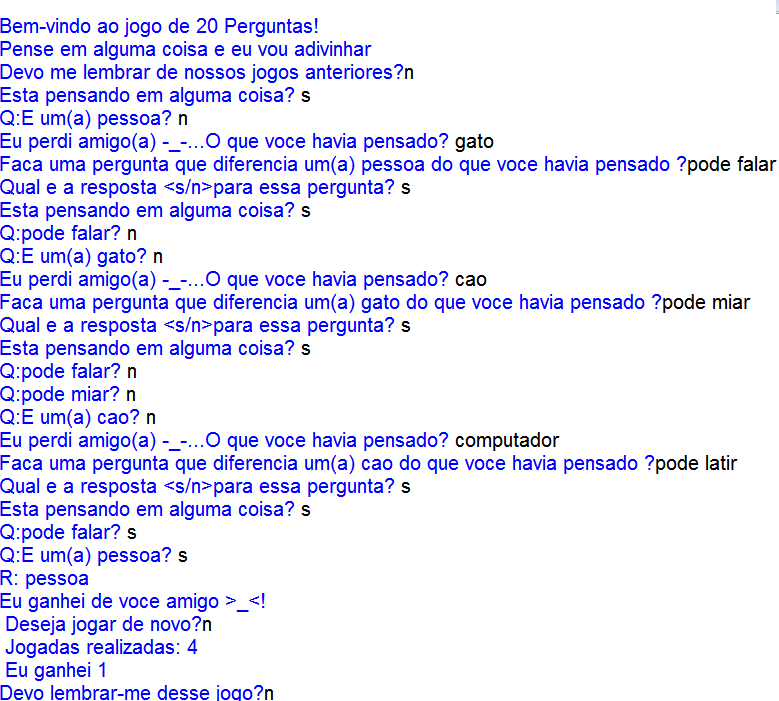 Bem-vindo ao jogo de 20 Perguntas!
Pense em alguma coisa e eu vou adivinhar
Devo me lembrar de nossos jogos anteriores?n
Esta pensando em alguma coisa? s
Q:E um(a) pessoa? n
Eu perdi amigo(a) -_-...O que voce havia pensado? gato
Faca uma pergunta que diferencia um(a) pessoa do que voce havia pensado ?pode falar
Qual e a resposta <s/n>para essa pergunta? s
Esta pensando em alguma coisa? s
Q:pode falar? n
Q:E um(a) gato? n
Eu perdi amigo(a) -_-...O que voce havia pensado? cao
Faca uma pergunta que diferencia um(a) gato do que voce havia pensado ?pode miar
Qual e a resposta <s/n>para essa pergunta? s
Esta pensando em alguma coisa? s
Q:pode falar? n
Q:pode miar? n
Q:E um(a) cao? n
Eu perdi amigo(a) -_-...O que voce havia pensado? computador
Faca uma pergunta que diferencia um(a) cao do que voce havia pensado ?pode latir
Qual e a resposta <s/n>para essa pergunta? s
Esta pensando em alguma coisa? s
Q:pode falar? s
Q:E um(a) pessoa? s
R: pessoa
Eu ganhei de voce amigo >_<!
Deseja jogar de novo?n
Jogadas realizadas: 4
Eu ganhei 1
Devo lembrar-me desse jogo?n